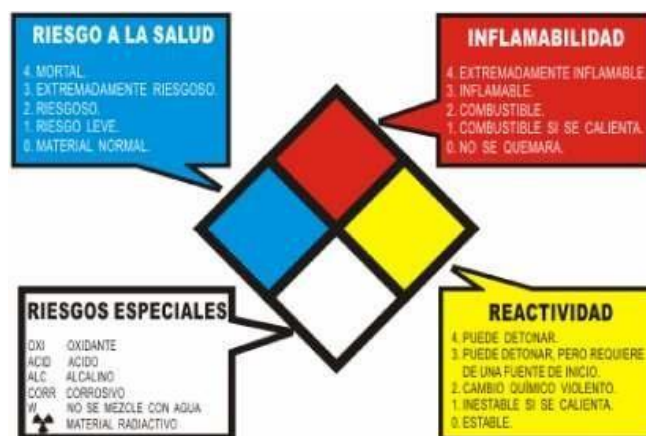 RIESGO A LA SALUD
4. MORTAL.
3. EXTREMADAMENTE RIESGOSO.
2. RIESGOSO.
1. RIESGO LEVE.
0. MATERIAL NORMAL.
INFLAMABILIDAD
4. EXTREMADAMENTE INFLAMABLE.
3. INFLAMABLE.
2. COMBUSTIBLE.
1. COMBUSTIBLE SI SE CALIENTA.
0. NO SE QUEMARA.
RIESGOS ESPECIALES
OXI OXIDANTE
ACID ACIDO
ALC ALCALINO
CORR CORROSIVO
W NO SE MEZCLE CON AGUA
MATERIAL RADIACTIVO
REACTIVIDAD
4. PUEDE DETONAR.
3. PUEDE DETONAR, PERO REQUIERE
DE UNA FUENTE DE INICIO.
2. CAMBIO QUÍMICO VIOLENTO.
1. INESTABLE SI SE CALIENTA.
0. ESTABLE.